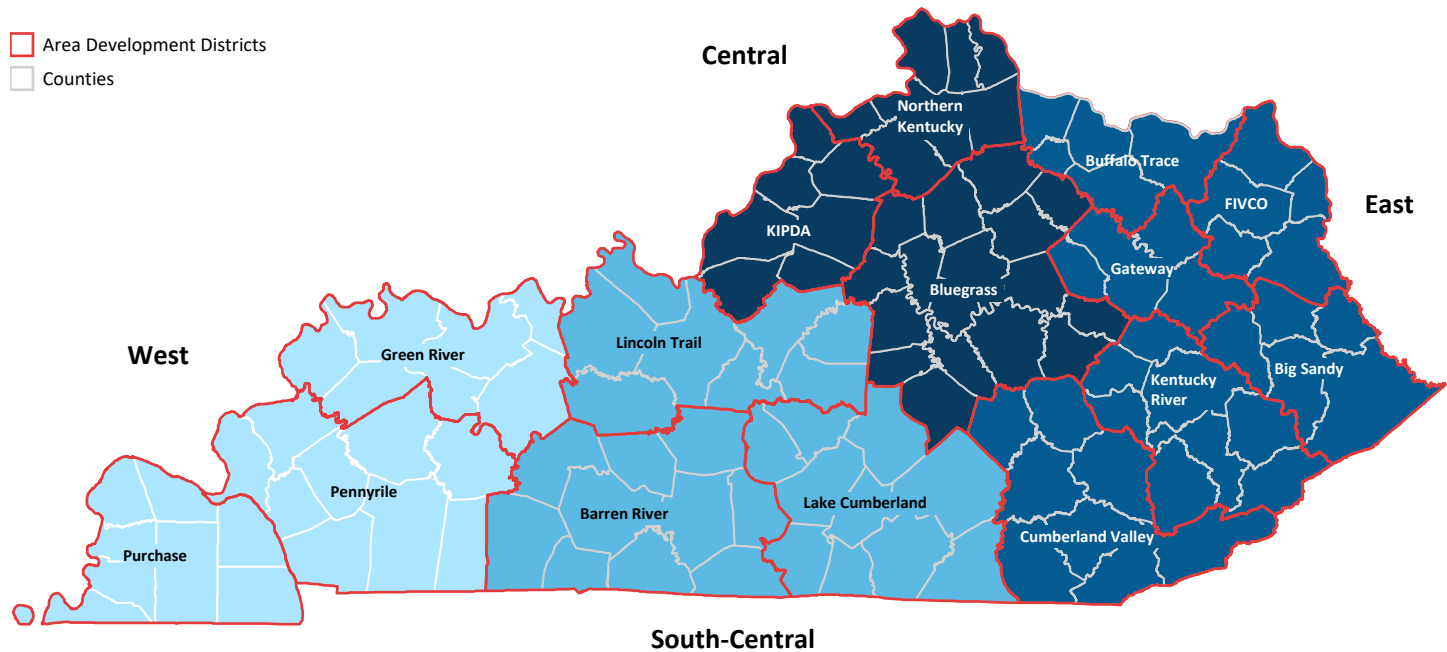 Area Development Districts
Counties
Central
Northern
Kentucky
Buffalo Trace
FIVCO
East
KIPDA
Gateway
Bluegrass
West
Green River
Lincoln Trail
Kentucky
River
Big Sandy
Pennyrile
Barren River
Lake Cumberland
Cumberland Valley
Purchase
South-Central